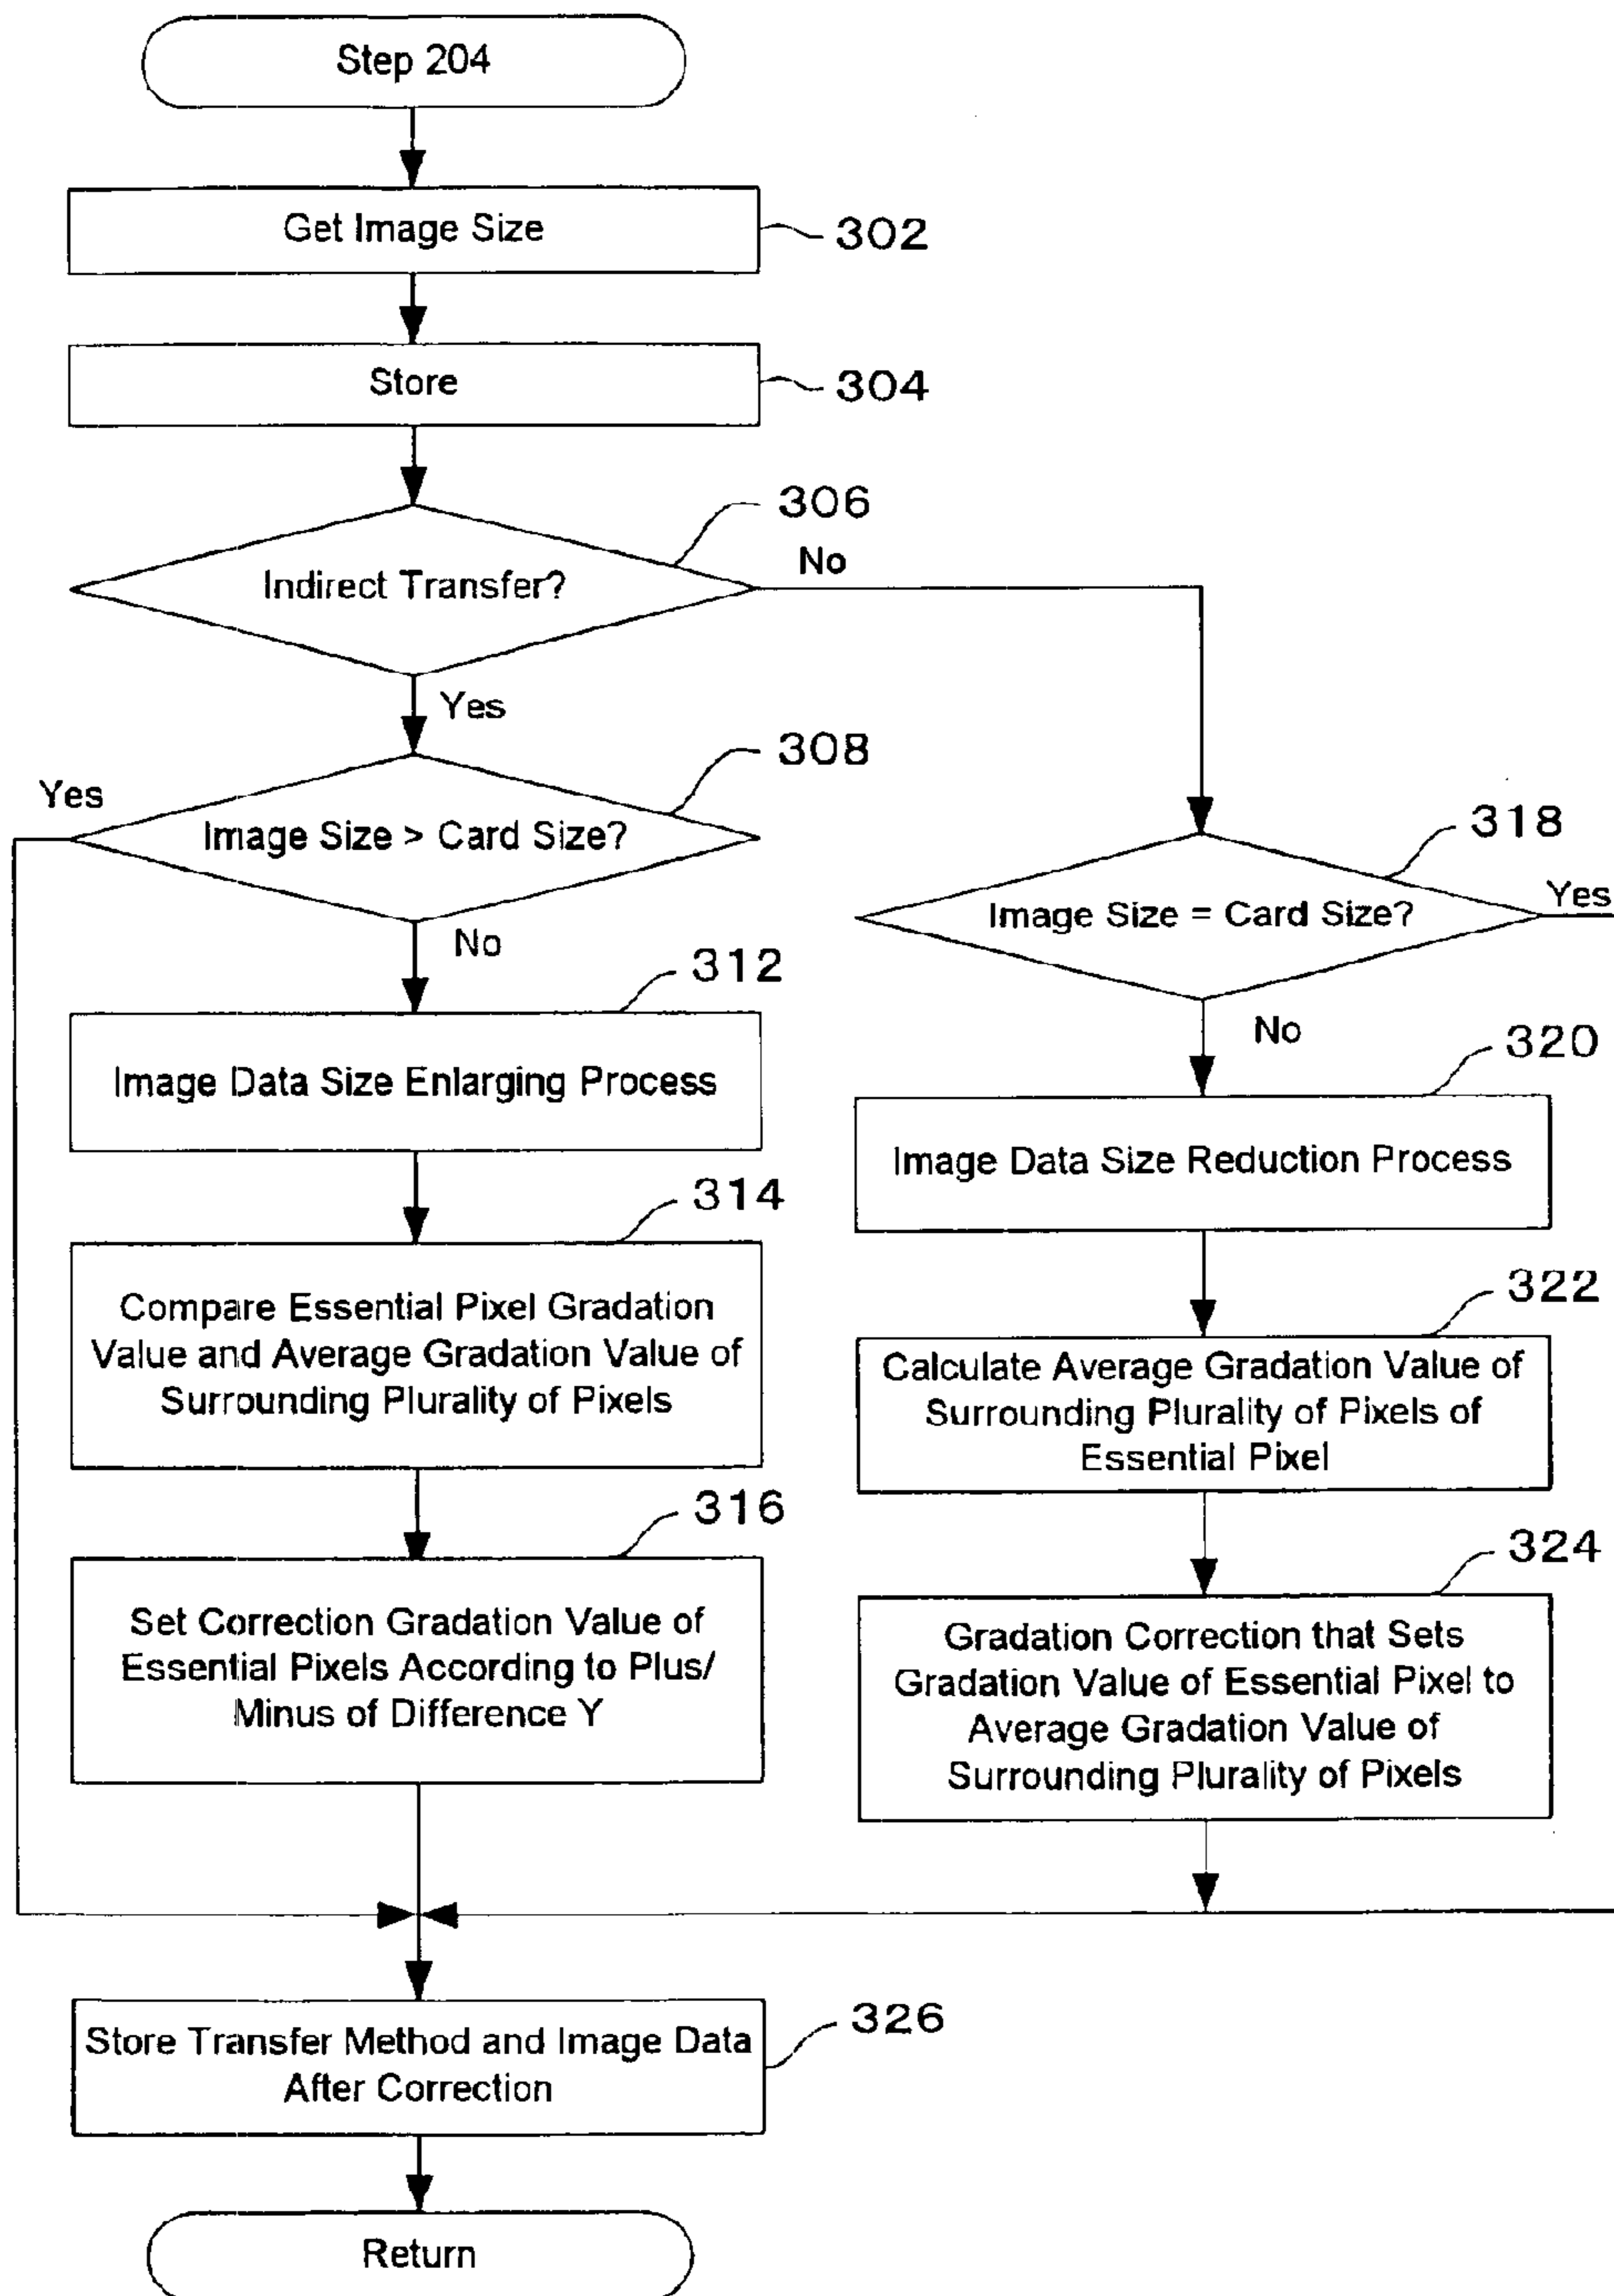 Step 204
Get Image Size
302
Store
304
306
Indirect Transfer?
No
Yes
308
Yes
Image Size > Card Size?
No
318
Image Size = Card Size?
Yes
No
312
Image Data Size Enlarging Process
320
Image Data Size Reduction Process
314
Compare Essential Pixel Gradation
Value and Average Gradation Value of
Surrounding Plurality of Pixels
322
Calculate Average Gradation Value of
Surrounding Plurality of Pixels of
Essential Pixel
316
Set Correction Gradation Value of
Essential Pixels According to Plus/
Minus of Difference Y
324
Gradation Correction that Sets
Gradation Value of Essential Pixel to
Average Gradation Value of
Surrounding Plurality of Pixels
326
Store Transfer Method and Image Data
After Correction
Return